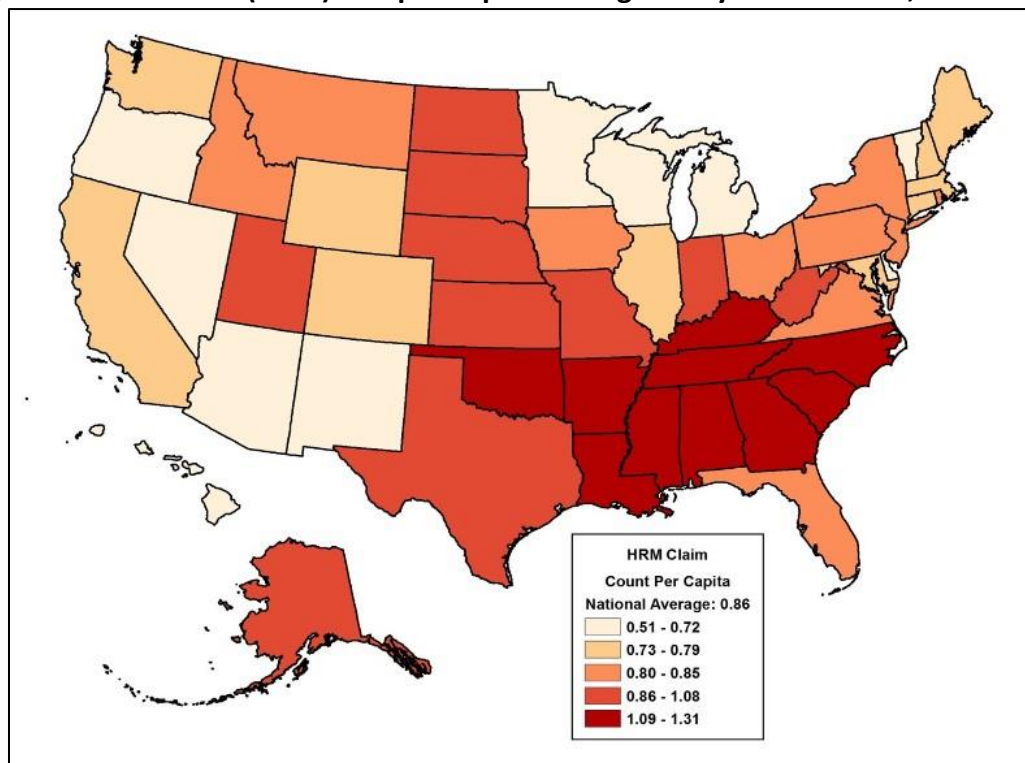 HRM Claim
Count Per Capita
National Average: 0.86
0.51 - 0.72
0.73 - 0.79
0.80 - 0.85
0.86 - 1.08
1.09 - 1.31